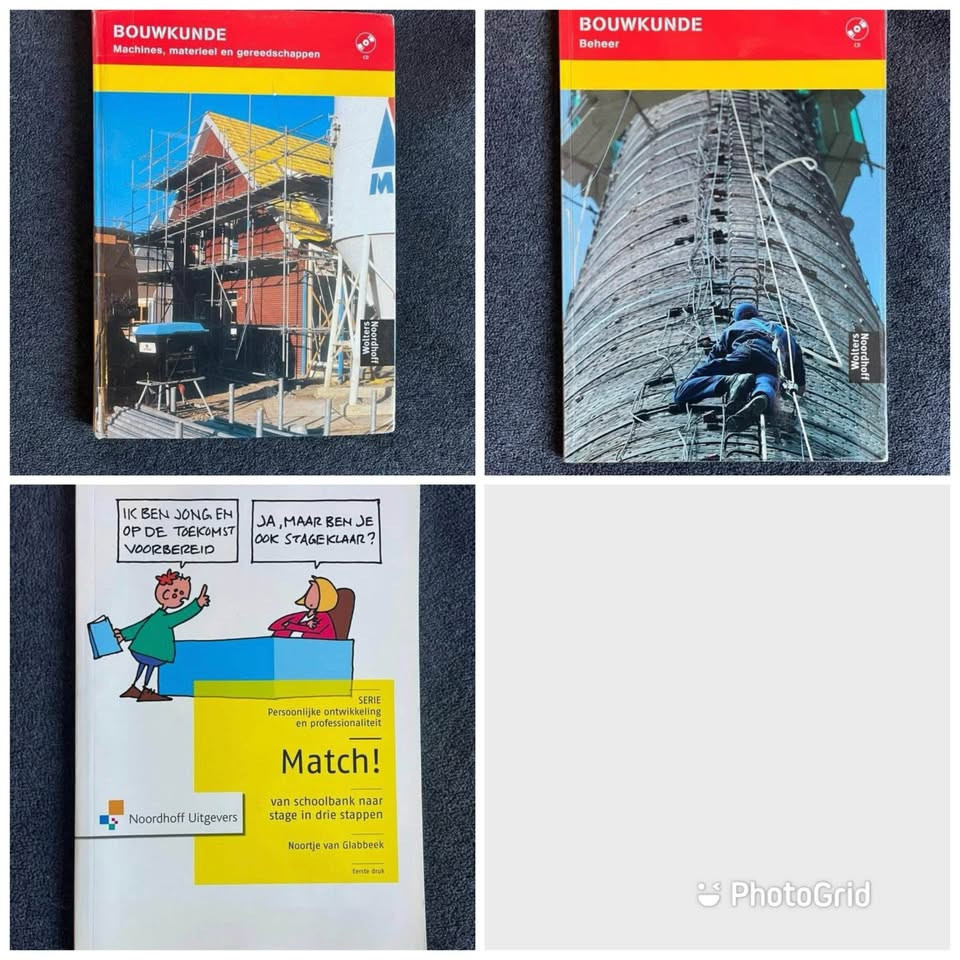 BOUWKUNDE
Machines, materieel en gereedschappen
CD
M
Noordhoff
Wolters
BOUWKUNDE
Beheer
CD
Noordhoff
Wolters
IK BEN JONG EN
OP DE TOEKOMST
VOORBEREID
JA, MAAR BEN JE
OOK STAGEKLAAR?
SERIE
Persoonlijke ontwikkeling
en professionaliteit
Match!
van schoolbank naar
stage in drie stappen
Noordhoff Uitgevers
Noortje van Glabbeek
Eerste druk
PhotoGrid